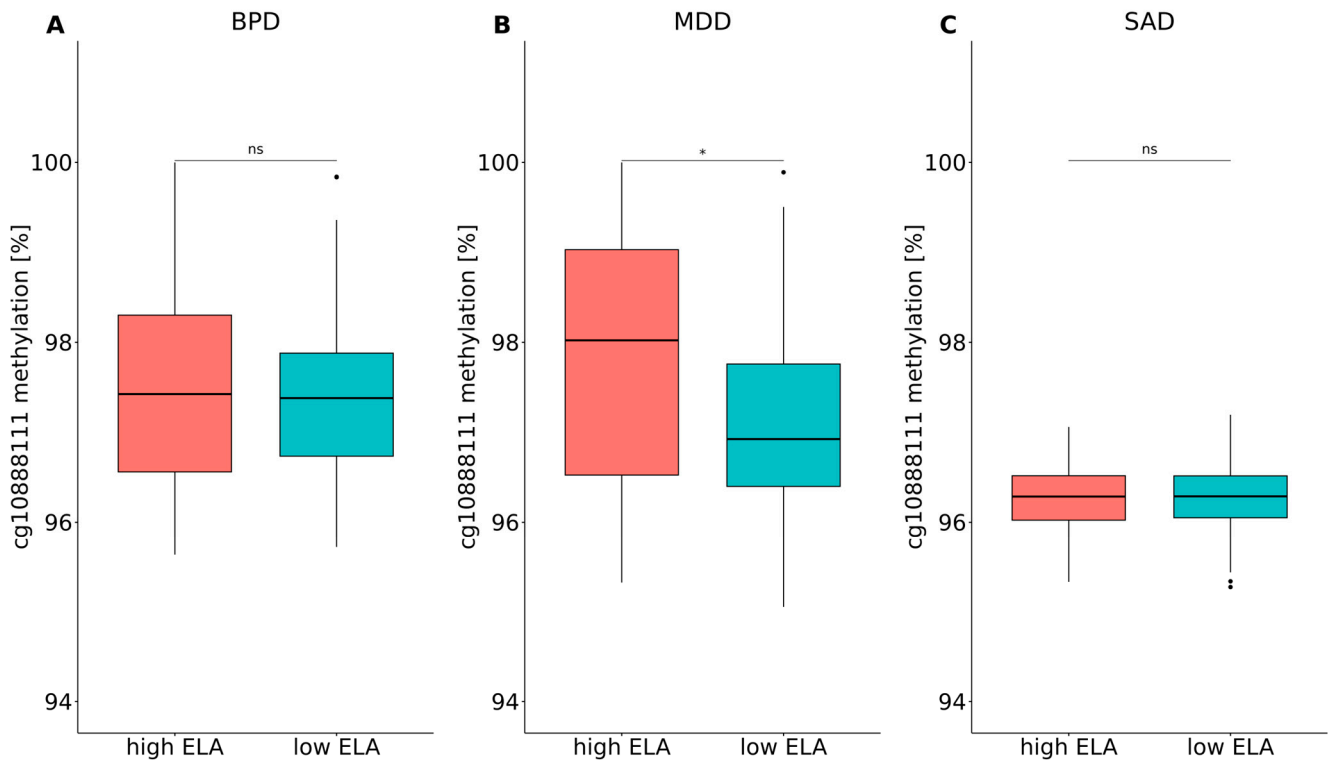 A BPD
cg10888111 methylation [%]
100
98
96
94
ns
high ELA low ELA
B MDD
cg10888111 methylation [%]
100
98
96
94
*
high ELA low ELA
C SAD
cg10888111 methylation [%]
100
98
96
94
ns
high ELA low ELA